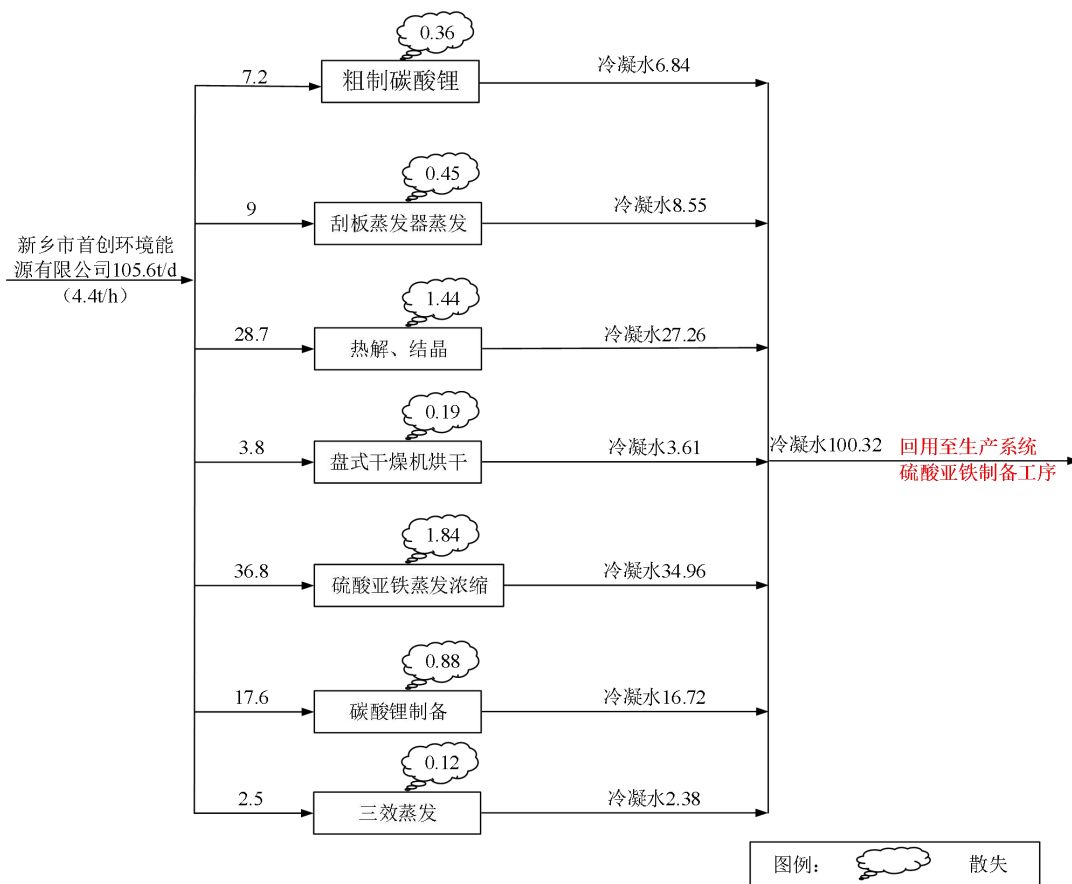 0.36
7.2
粗制碳酸锂
冷凝水6.84
0.45
9
刮板蒸发器蒸发
冷凝水8.55
新乡市首创环境能
源有限公司105.6t/d
（4.4t/h）
1.44
28.7
热解、结晶
冷凝水27.26
0.19
3.8
盘式干燥机烘干
冷凝水3.61
冷凝水100.32
回用至生产系统
硫酸亚铁制备工序
1.84
36.8
硫酸亚铁蒸发浓缩
冷凝水34.96
0.88
17.6
碳酸锂制备
冷凝水16.72
0.12
2.5
三效蒸发
冷凝水2.38
图例：
散失